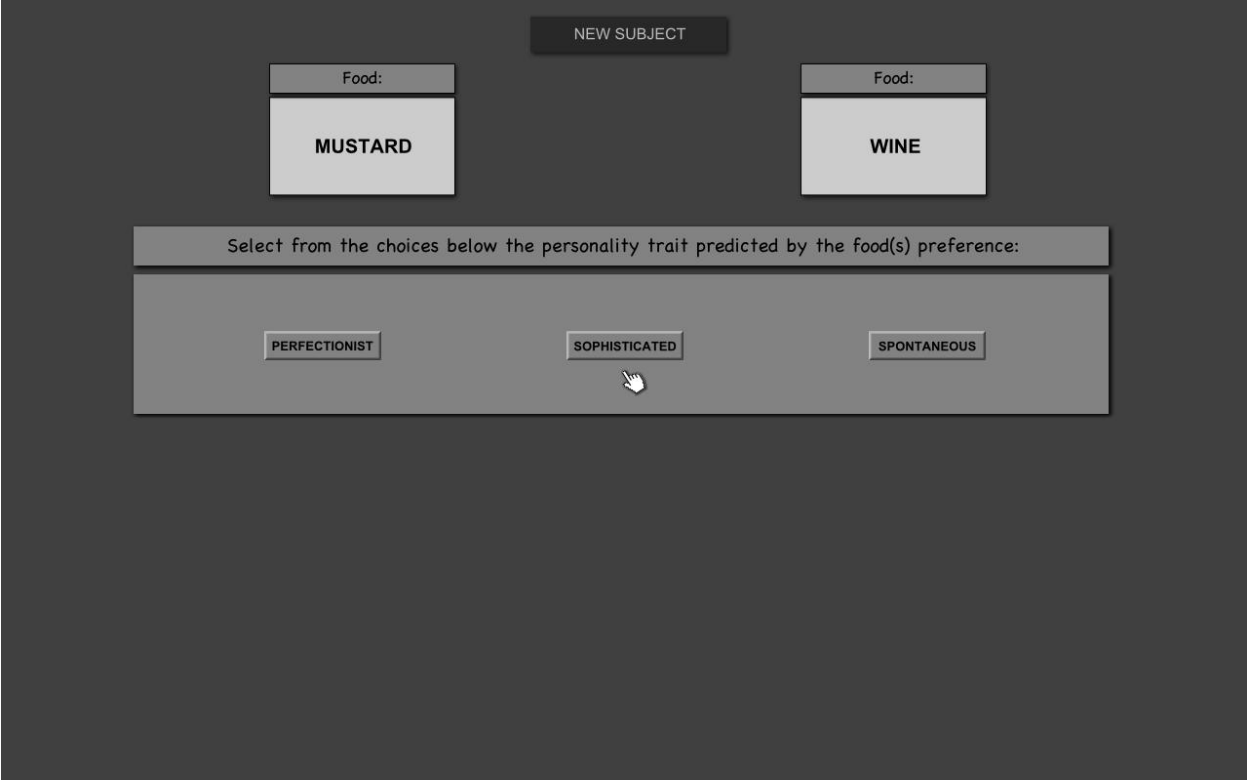 NEW SUBJECT
Food:
MUSTARD
Food:
WINE
Select from the choices below the personality trait predicted by the food(s) preference:
PERFECTIONIST
SOPHISTICATED
SPONTANEOUS